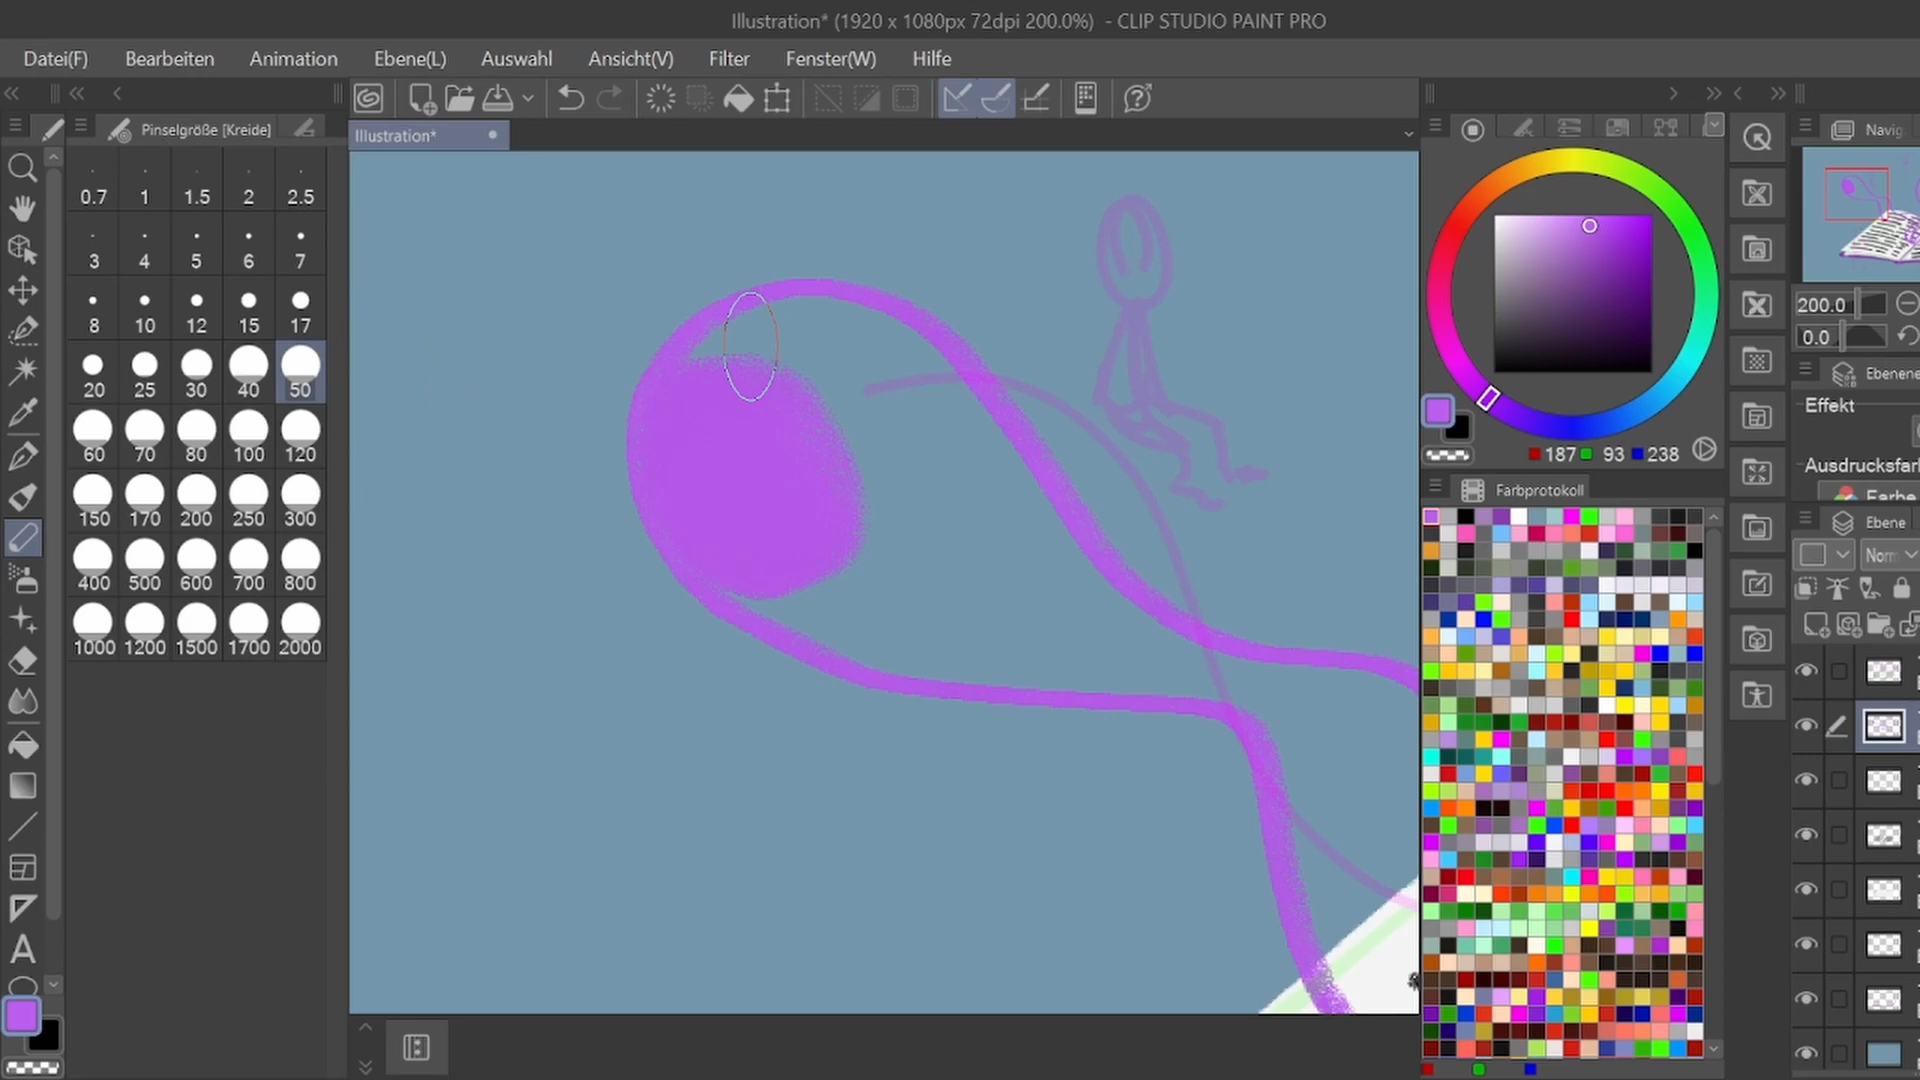 Illustration* (1920 x 1080px 72dpi 200.0%) - CLIP STUDIO PAINT PRO
Datei(F) Bearbeiten Animation Ebene(L) Auswahl Ansicht(V) Filter Fenster(W) Hilfe
Pinselgröße [Kreide]
Illustration*
Navig
0.7 1 1.5 2 2.5
3 4 5 6 7
8 10 12 15 17
20 25 30 40 50
60 70 80 100 120
150 170 200 250 300
400 500 600 700 800
1000 1200 1500 1700 2000
187 93 238
Farbprotokoll
200.0
0.0
Ebenene
Effekt
Ausdrucksfar
Farbe
Ebene
Norm